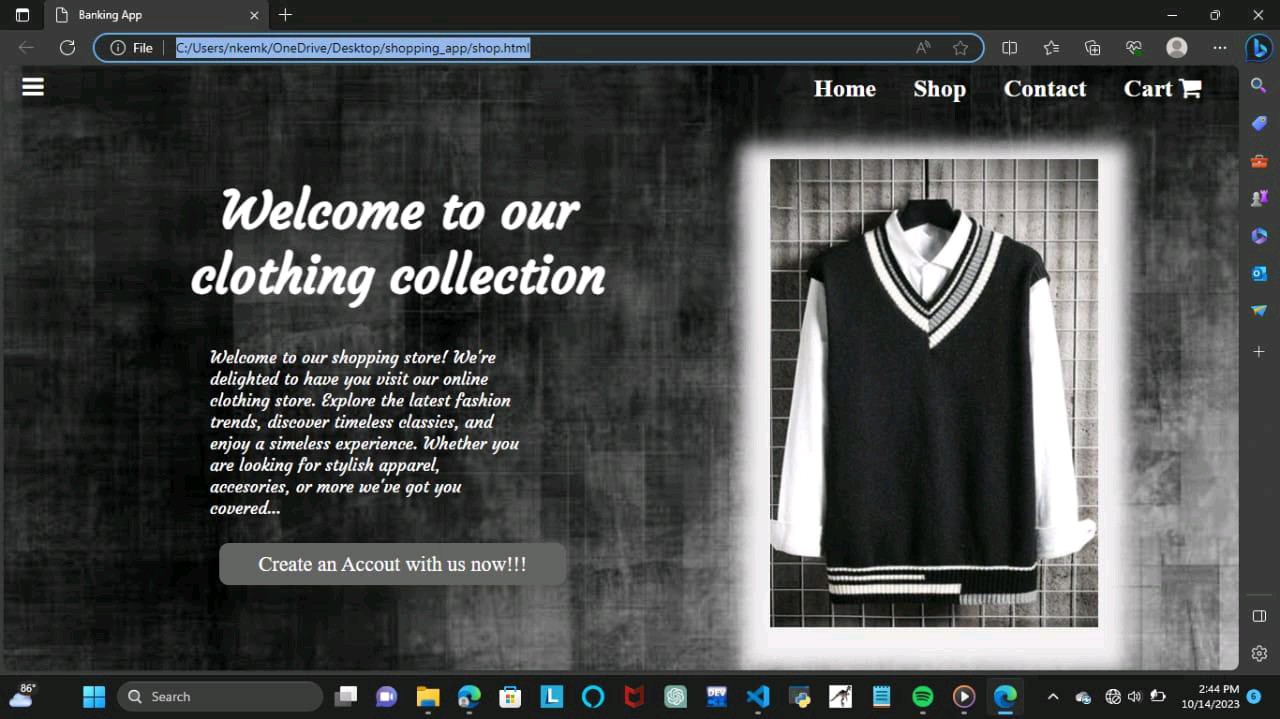 Banking App
File
C:/Users/nkemk/OneDrive/Desktop/shopping_app/shop.html
Home Shop Contact Cart
Welcome to our
clothing collection
Welcome to our shopping store! We're
delighted to have you visit our online
clothing store. Explore the latest fashion
trends, discover timeless classics, and
enjoy a simeless experience. Whether you
are looking for stylish apparel,
accesories, or more we've got you
covered...
Create an Accout with us now!!!
86°
Search
L
DEV
2:44 PM
10/14/2023
6